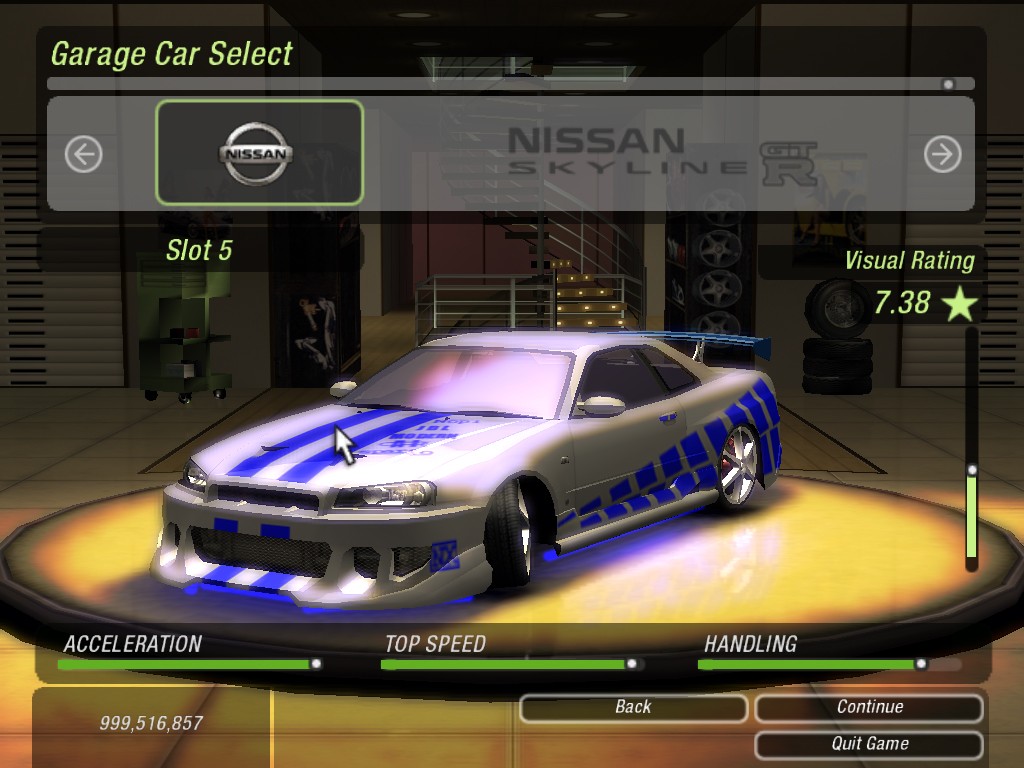 Garage Car Select
NISSAN
NISSAN
SKYLINE GT R
Slot 5
Visual Rating
7.38
NX
ACCELERATION
TOP SPEED
HANDLING
Back
Continue
999,516,857
Quit Game